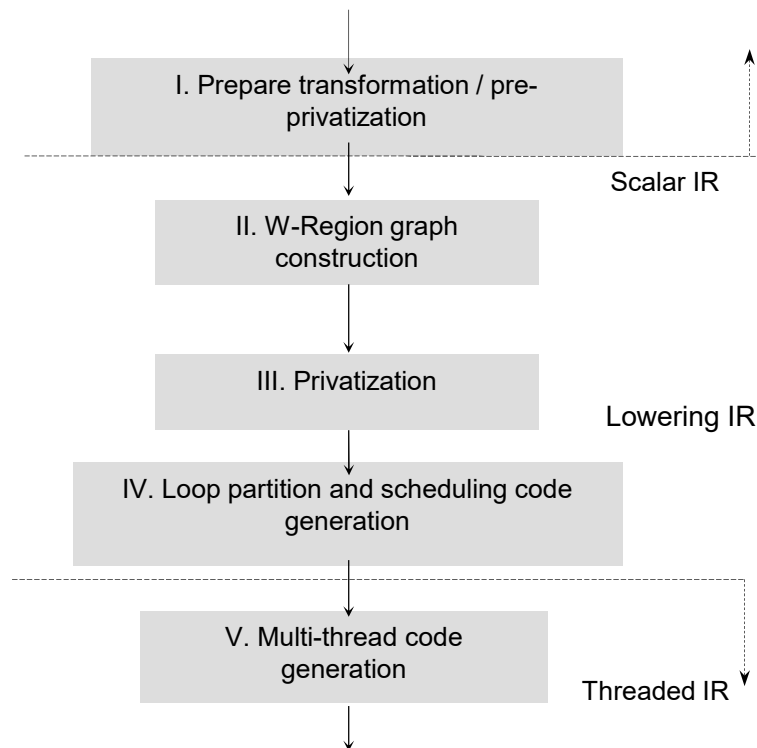 I. Prepare transformation / pre-
privatization
Scalar IR
II. W-Region graph
construction
III. Privatization
Lowering IR
IV. Loop partition and scheduling code
generation
V. Multi-thread code
generation
Threaded IR